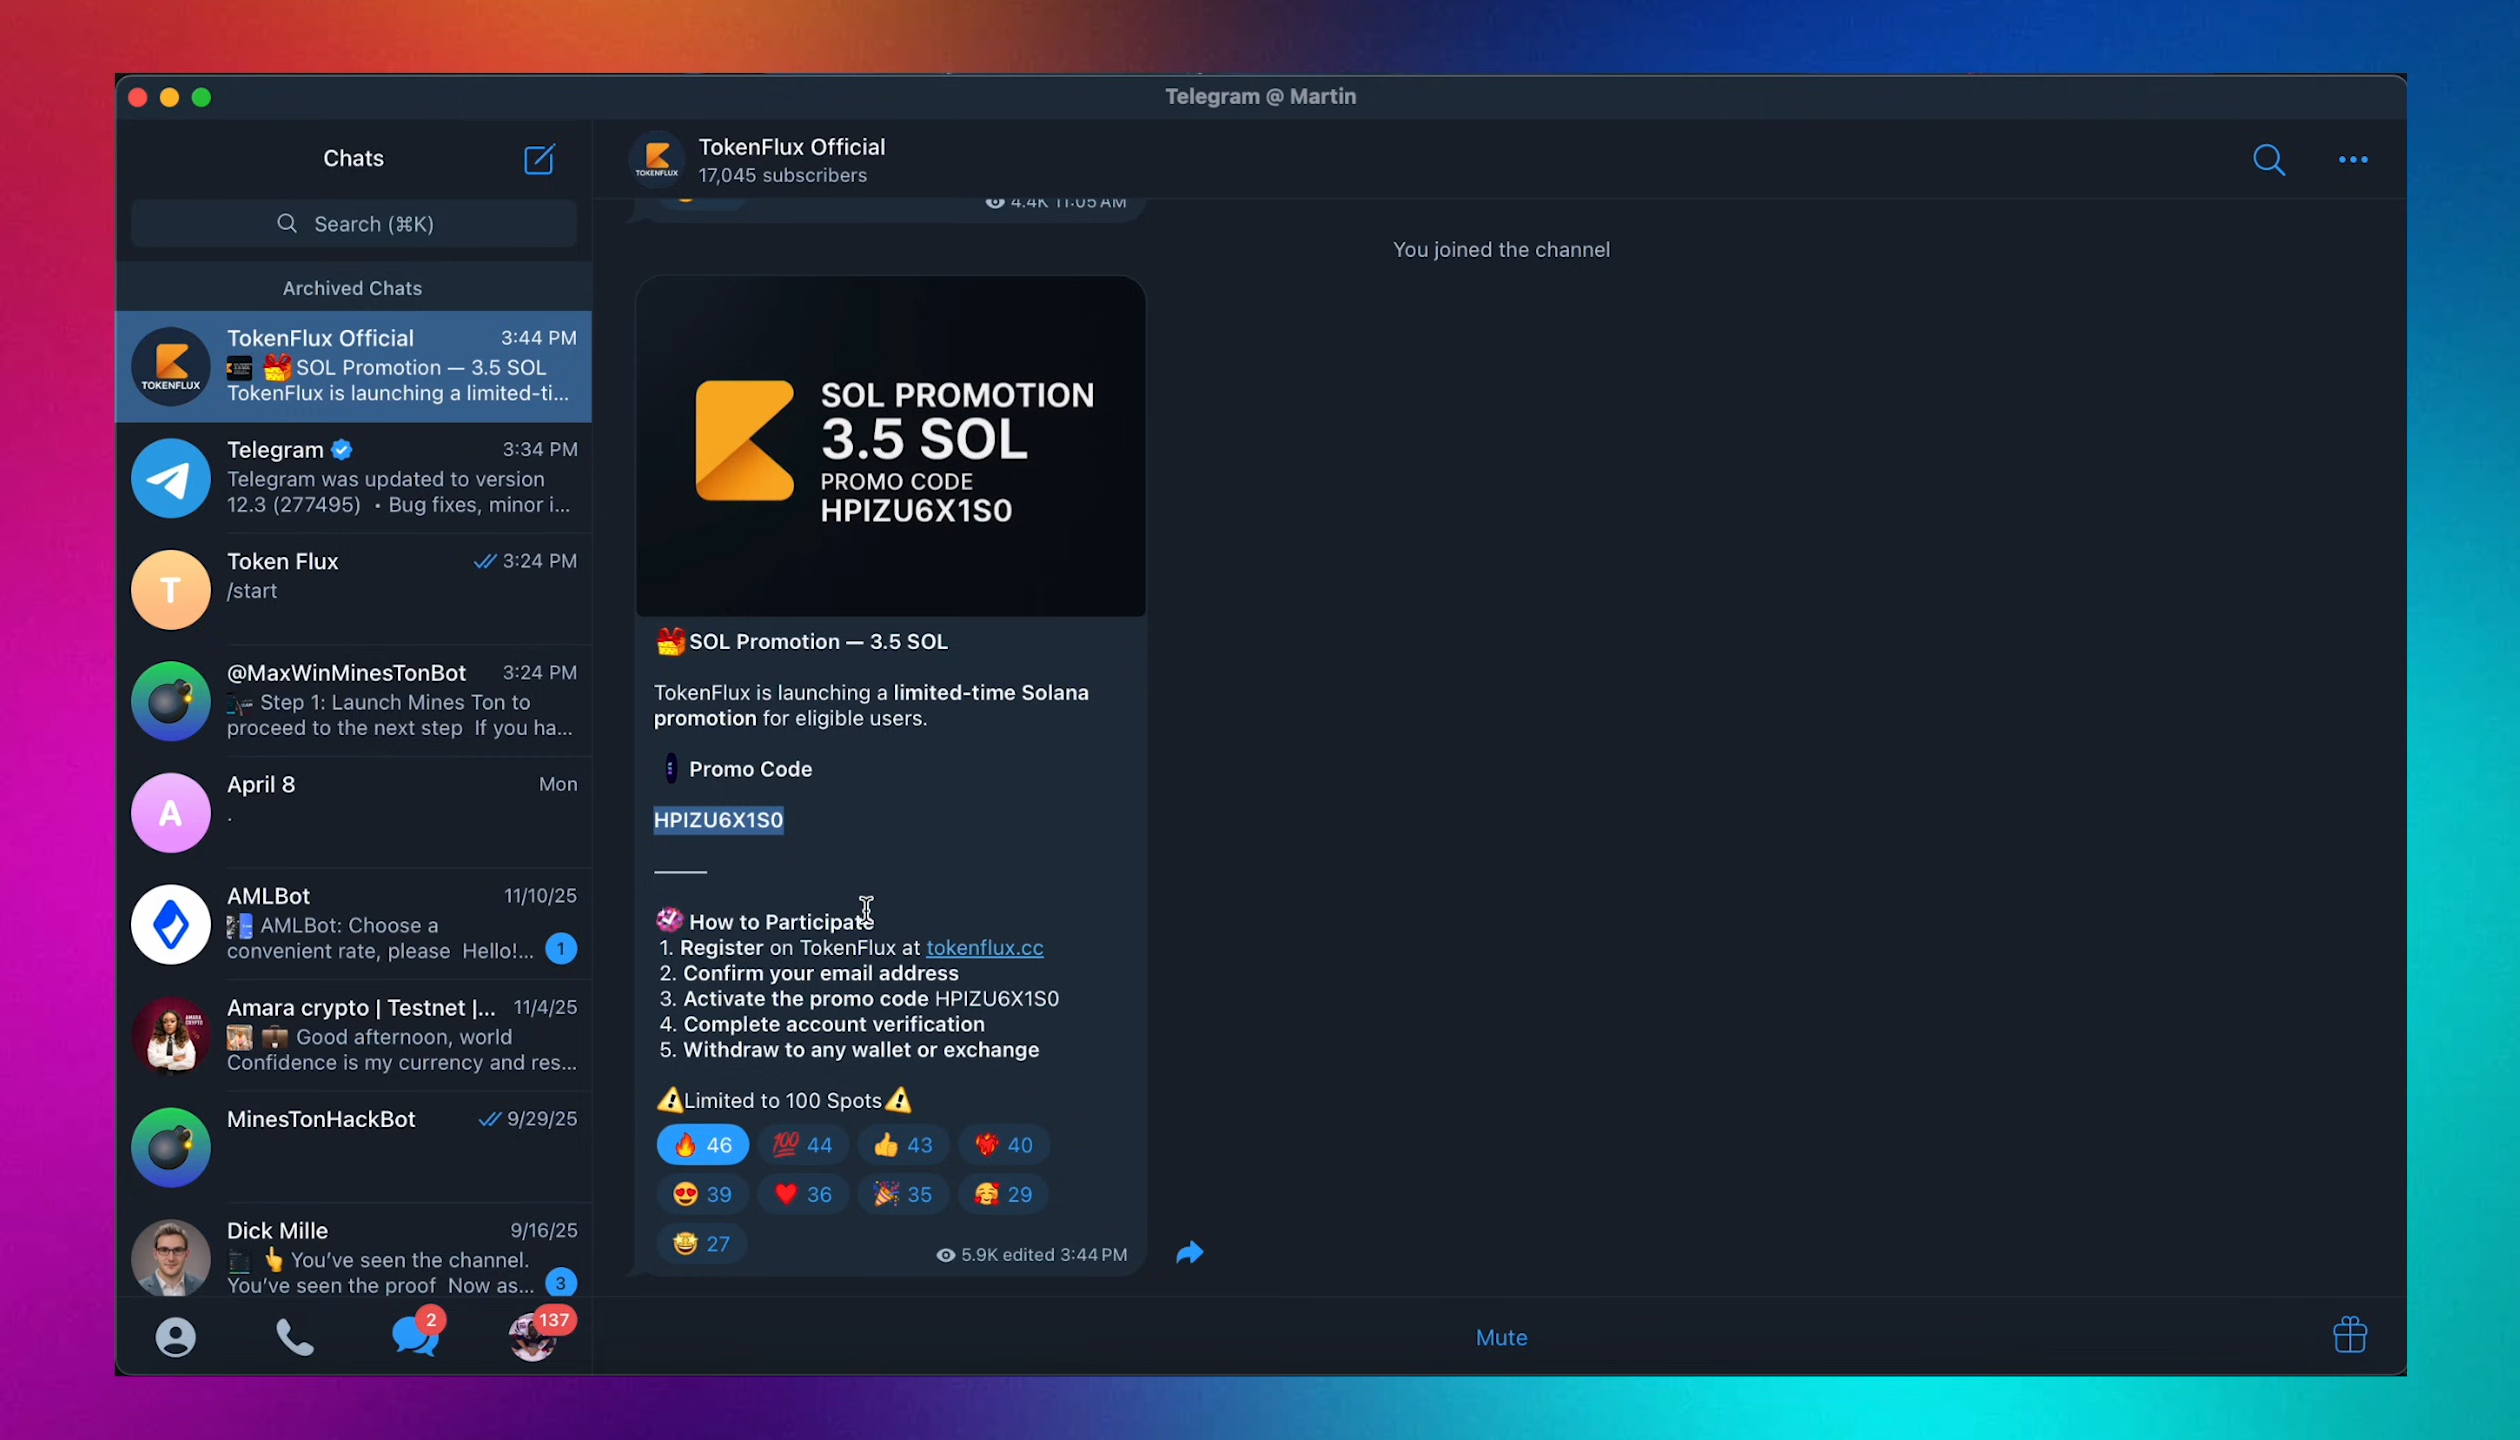 Telegram @ Martin
Chats
Search (⌘K)
Archived Chats
TOKENFLUX
TokenFlux Official
3:44 PM
🎁 SOL Promotion — 3.5 SOL
TokenFlux is launching a limited-ti...
Telegram
3:34 PM
Telegram was updated to version
12.3 (277495) • Bug fixes, minor i...
T
Token Flux
3:24 PM
/start
@MaxWinMinesTonBot
3:24 PM
Step 1: Launch Mines Ton to
proceed to the next step If you ha...
A
April 8
Mon
.
AMLBot
11/10/25
AMLBot: Choose a
convenient rate, please Hello!...
1
Amara crypto | Testnet |...
11/4/25
💼 Good afternoon, world
Confidence is my currency and res...
MinesTonHackBot
9/29/25
Dick Mille
9/16/25
👆 You've seen the channel.
You've seen the proof Now as...
3
2
137
TOKENFLUX
TokenFlux Official
17,045 subscribers
4.4K 11:05 AM
You joined the channel
SOL PROMOTION
3.5 SOL
PROMO CODE
HPIZU6X1S0
🎁SOL Promotion — 3.5 SOL
TokenFlux is launching a limited-time Solana
promotion for eligible users.
Promo Code
HPIZU6X1S0
How to Participate
1. Register on TokenFlux at tokenflux.cc
2. Confirm your email address
3. Activate the promo code HPIZU6X1S0
4. Complete account verification
5. Withdraw to any wallet or exchange
⚠️Limited to 100 Spots⚠️
🔥 46 💯 44 👍 43 ❤️‍🔥 40
😍 39 ❤️ 36 🎉 35 🥰 29
🤩 27
5.9K edited 3:44 PM
Mute